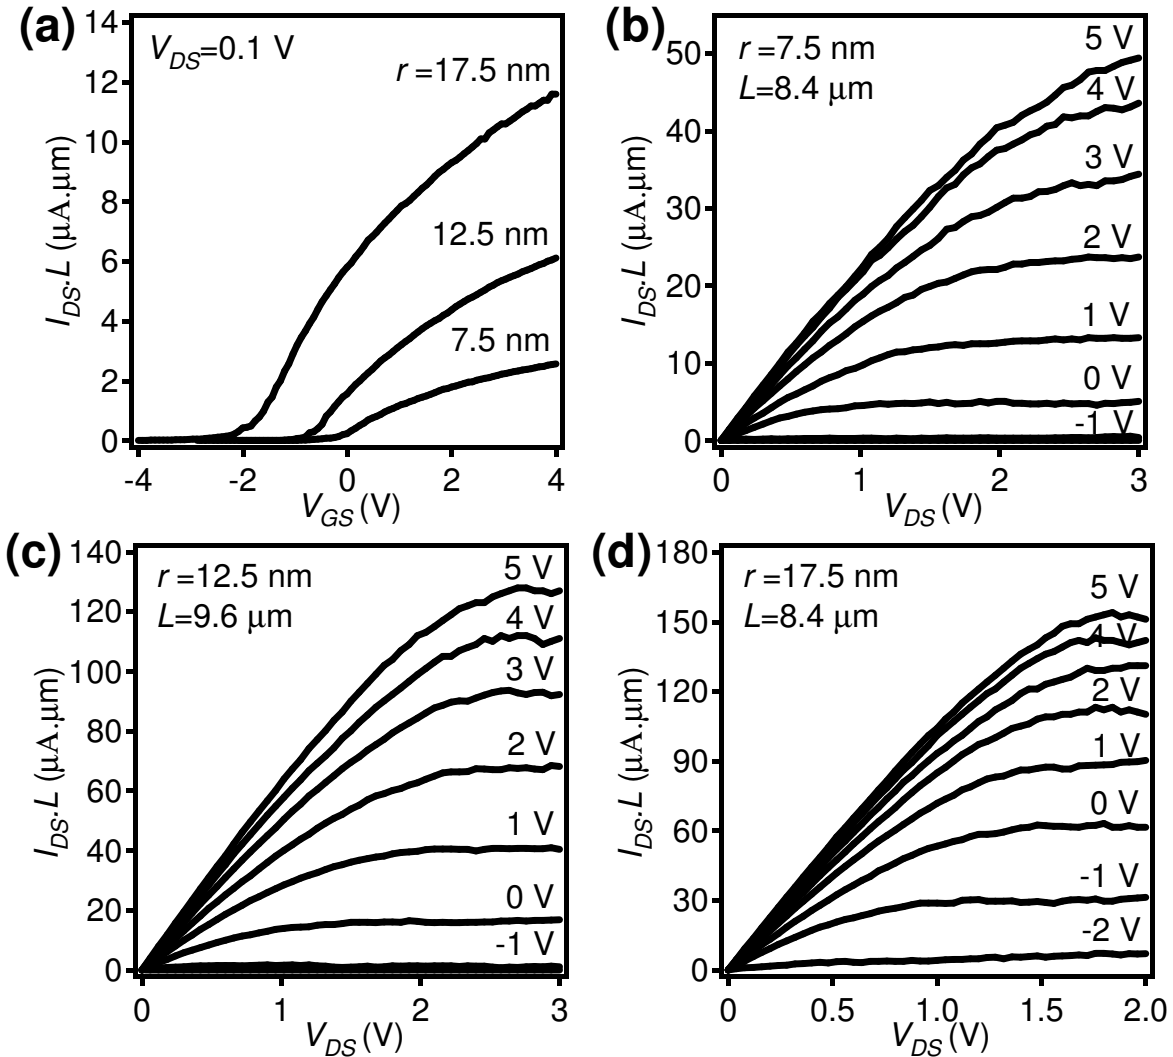 (a)
V_DS=0.1 V
r =17.5 nm
12.5 nm
7.5 nm
14
12
10
8
6
4
2
0
I_DS.L (µA.µm)
-4 -2 0 2 4
V_GS (V)
(b)
r =7.5 nm
L=8.4 µm
5 V
4 V
3 V
2 V
1 V
0 V
-1 V
50
40
30
20
10
0
I_DS.L (µA.µm)
0 1 2 3
V_DS (V)
(c)
r =12.5 nm
L=9.6 µm
5 V
4 V
3 V
2 V
1 V
0 V
-1 V
140
120
100
80
60
40
20
0
I_DS.L (µA.µm)
0 1 2 3
V_DS (V)
(d)
r =17.5 nm
L=8.4 µm
5 V
4 V
2 V
1 V
0 V
-1 V
-2 V
180
150
120
90
60
30
0
I_DS.L (µA.µm)
0 0.5 1.0 1.5 2.0
V_DS (V)